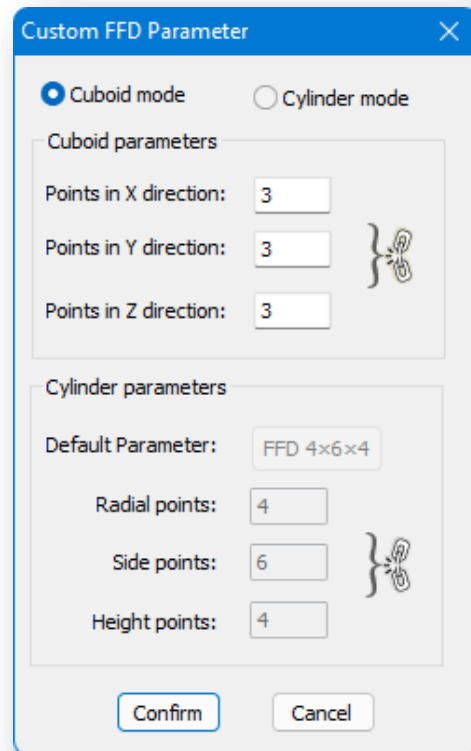 Custom FFD Parameter
Cuboid mode Cylinder mode
Cuboid parameters
Points in X direction: 3
Points in Y direction: 3
Points in Z direction: 3
Cylinder parameters
Default Parameter: FFD 4×6×4
Radial points: 4
Side points: 6
Height points: 4
Confirm Cancel